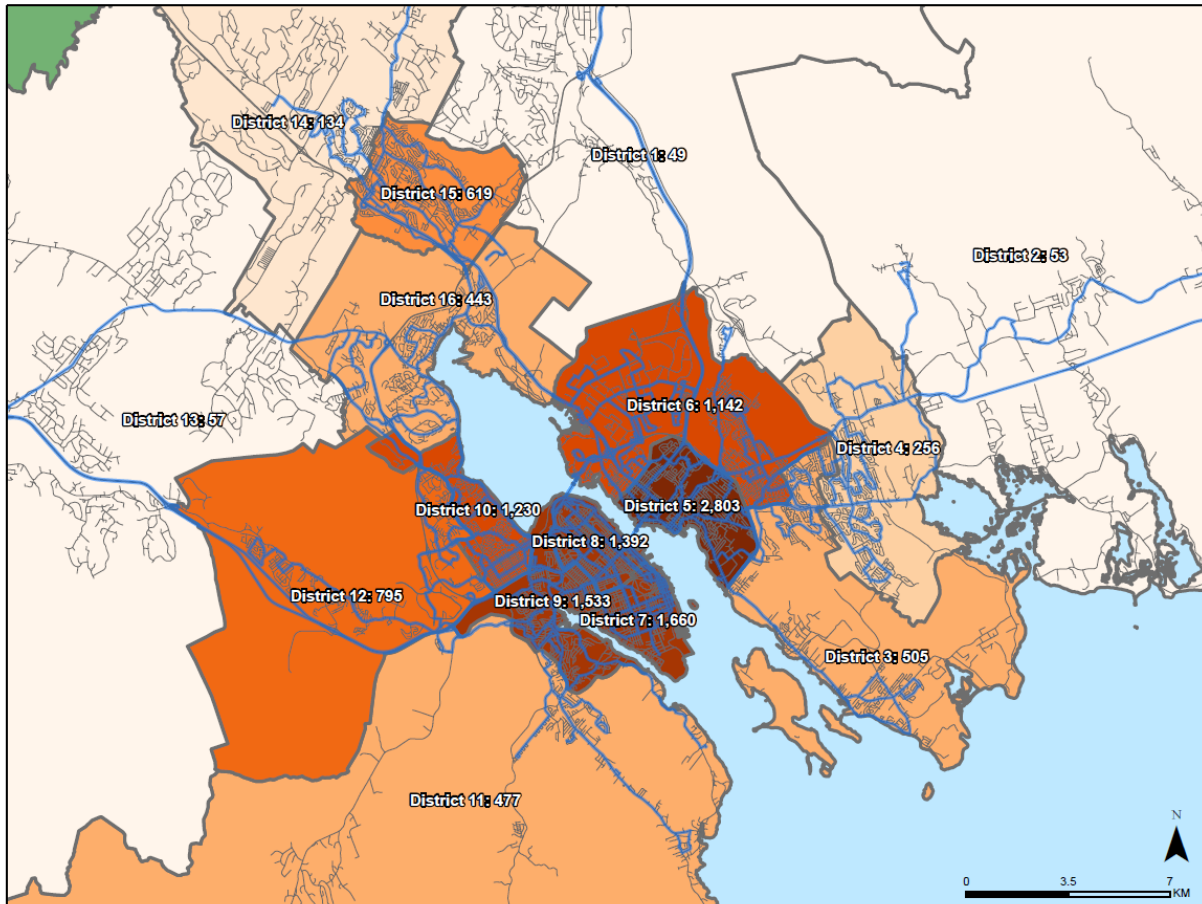 District 14: 134
District 1: 49
District 15: 619
District 2: 53
District 16: 443
District 13: 57
District 6: 1,142
District 4: 256
District 10: 1,230
District 5: 2,803
District 8: 1,392
District 12: 795
District 9: 1,533
District 7: 1,660
District 3: 505
District 11: 477
N
0 3.5 7
KM